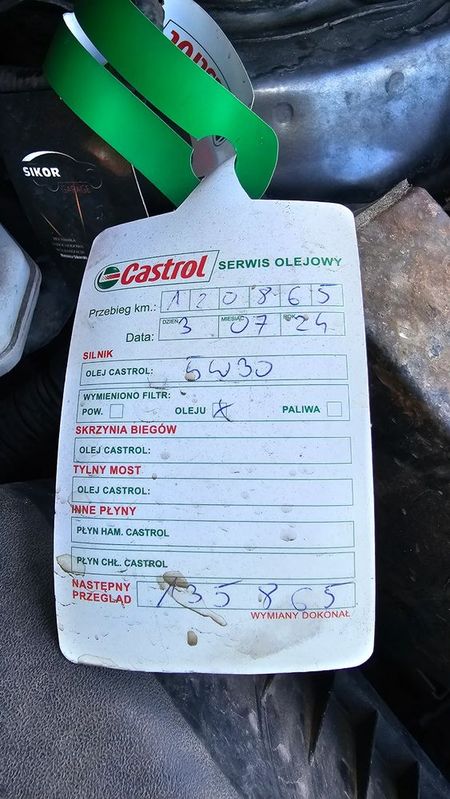 SIKOR
GARAGE
Castrol SERWIS OLEJOWY
Przebieg km.: 120865
DZIEŃ MIESIĄC ROK
Data: 3 07 24
SILNIK
OLEJ CASTROL: 5W30
WYMIENIONO FILTR:
POW. OLEJU X PALIWA
SKRZYNIA BIEGÓW
OLEJ CASTROL:
TYLNY MOST
OLEJ CASTROL:
INNE PŁYNY
PŁYN HAM. CASTROL
PŁYN CHŁ. CASTROL
NASTĘPNY
PRZEGLĄD 135865
WYMIANY DOKONAŁ